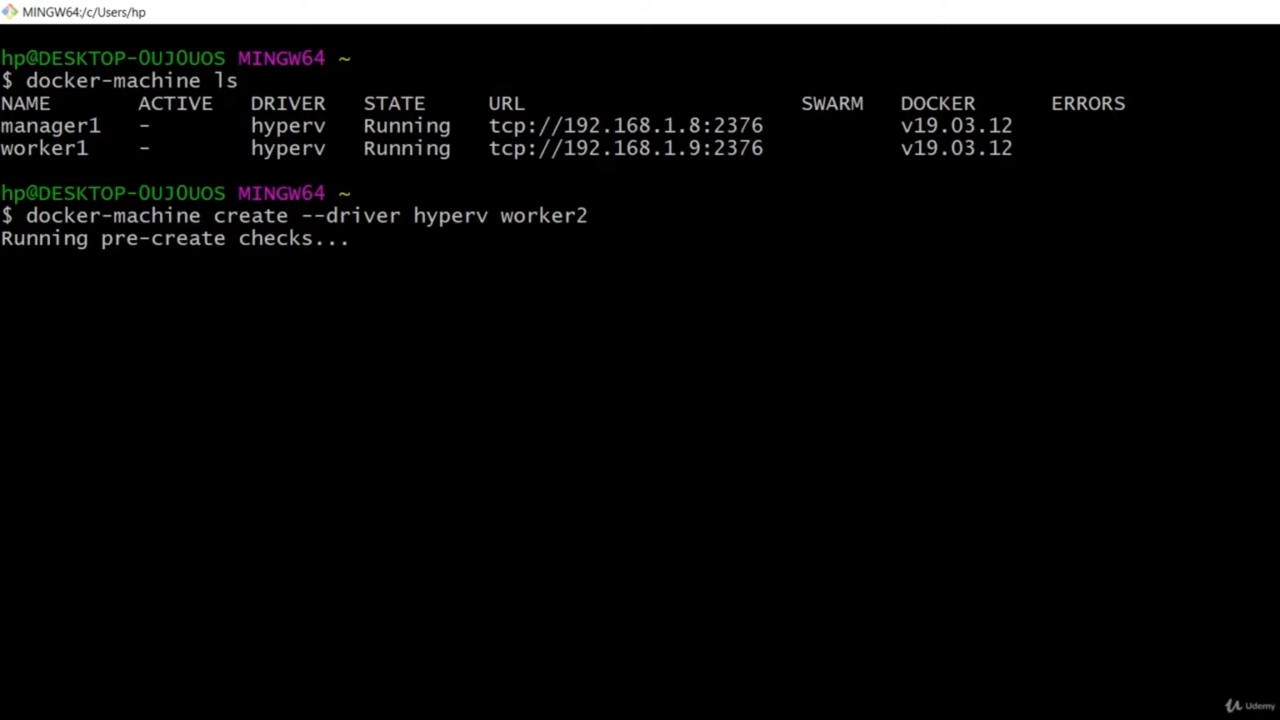 MINGW64:/c/Users/hp
hp@DESKTOP-0UJ0U0S MINGW64 ~
$ docker-machine ls
NAME ACTIVE DRIVER STATE URL SWARM DOCKER ERRORS
manager1 - hyperv Running tcp://192.168.1.8:2376 v19.03.12
worker1 - hyperv Running tcp://192.168.1.9:2376 v19.03.12
hp@DESKTOP-0UJ0U0S MINGW64 ~
$ docker-machine create --driver hyperv worker2
Running pre-create checks...
Udemy